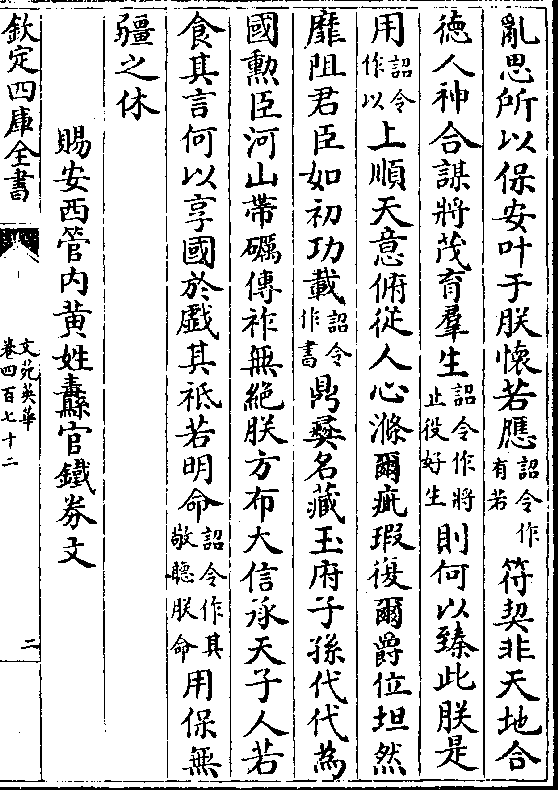 亂思所以保安叶于朕懷若應詔令作有若符契非天地合
德人神合謀將茂育羣生詔令作將止役好生則何以臻此朕是
用詔令作以上順天意俯從人心滌爾疵瑕復爾爵位坦然
靡阻君臣如初功載詔令作書鼎彝名藏玉府子孫代代為
國勲臣河山帶礪傳祚無絶朕方布大信承天子人若
食其言何以享國於戲其祗若明命詔令作其敬聽朕命用保無
疆之休
賜安西管内黃姓纛官鐵券文
欽定四庫全書
文苑英華
卷四百七十二
二